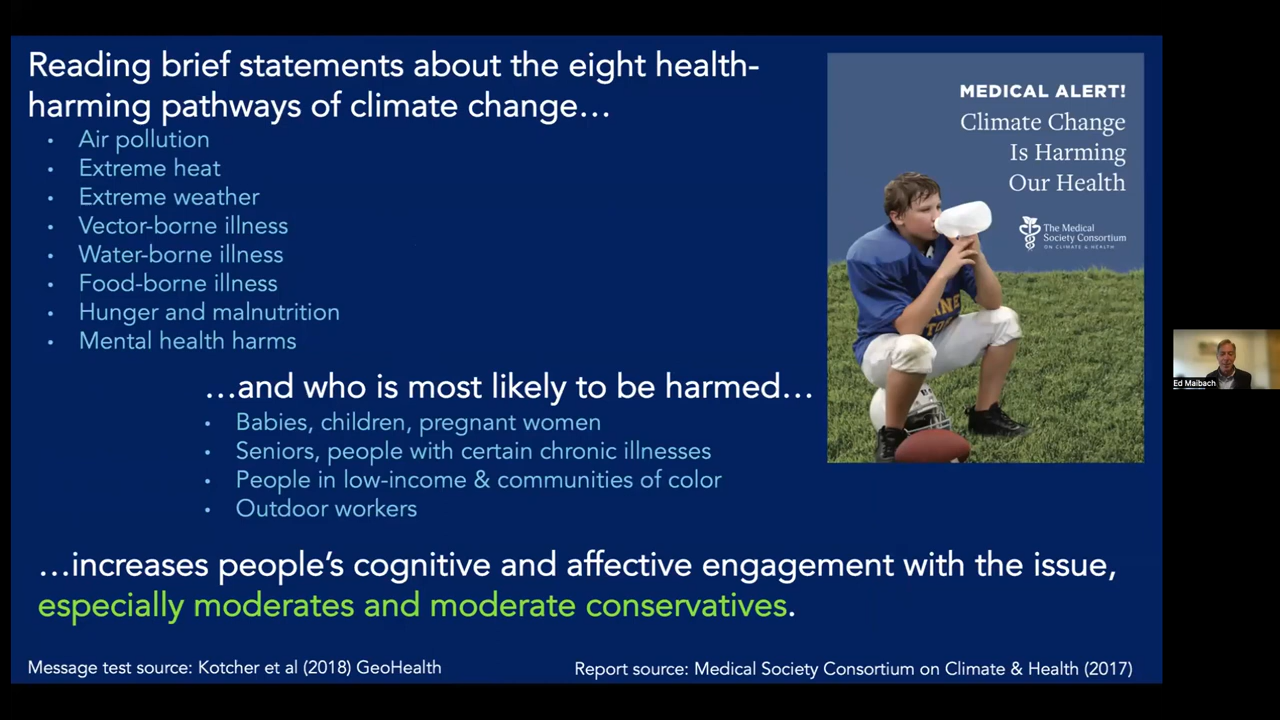 Reading brief statements about the eight health-
harming pathways of climate change…
• Air pollution
• Extreme heat
• Extreme weather
• Vector-borne illness
• Water-borne illness
• Food-borne illness
• Hunger and malnutrition
• Mental health harms
…and who is most likely to be harmed…
• Babies, children, pregnant women
• Seniors, people with certain chronic illnesses
• People in low-income & communities of color
• Outdoor workers
…increases people’s cognitive and affective engagement with the issue,
especially moderates and moderate conservatives.
Message test source: Kotcher et al (2018) GeoHealth
Report source: Medical Society Consortium on Climate & Health (2017)
MEDICAL ALERT!
Climate Change
Is Harming
Our Health
The Medical
Society Consortium
ON CLIMATE & HEALTH
Ed Maibach